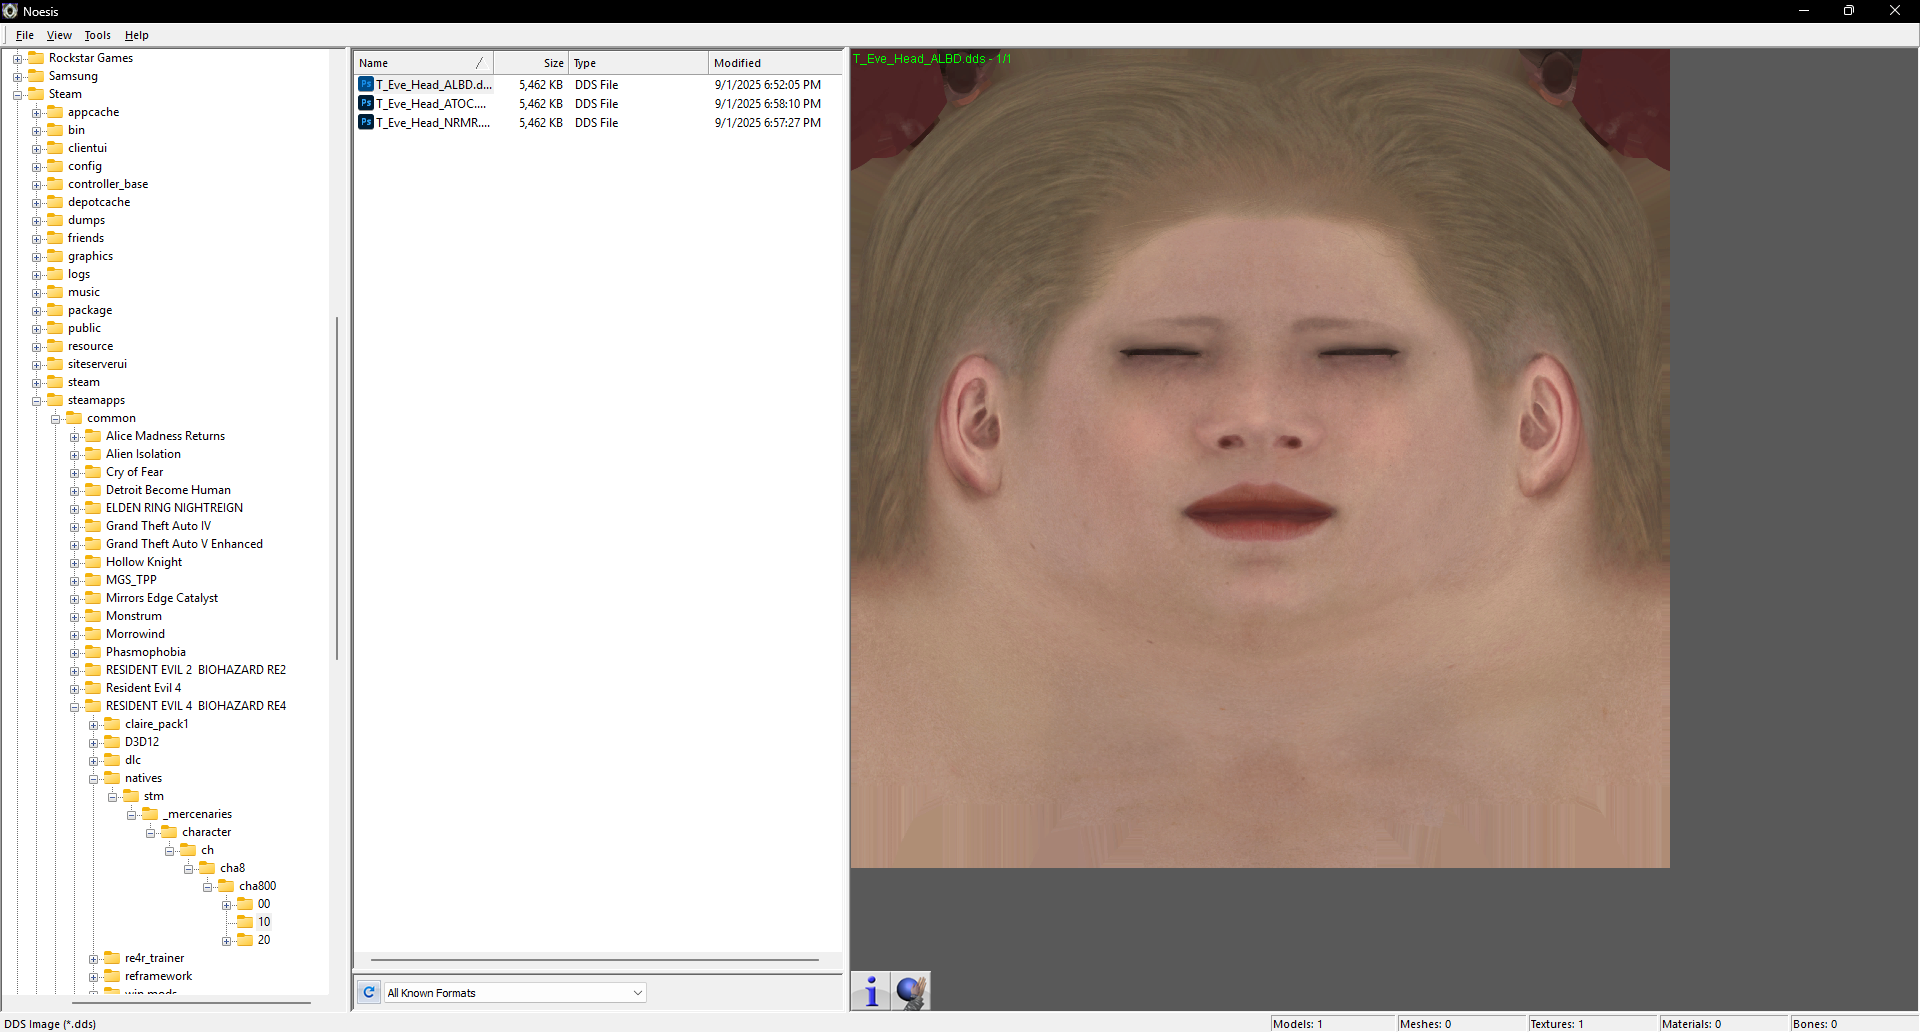 Noesis
File View Tools Help
Rockstar Games
Samsung
Steam
appcache
bin
clientui
config
controller_base
depotcache
dumps
friends
graphics
logs
music
package
public
resource
siteserverui
steam
steamapps
common
Alice Madness Returns
Alien Isolation
Cry of Fear
Detroit Become Human
ELDEN RING NIGHTREIGN
Grand Theft Auto IV
Grand Theft Auto V Enhanced
Hollow Knight
MGS_TPP
Mirrors Edge Catalyst
Monstrum
Morrowind
Phasmophobia
RESIDENT EVIL 2 BIOHAZARD RE2
Resident Evil 4
RESIDENT EVIL 4 BIOHAZARD RE4
claire_pack1
D3D12
dlc
natives
stm
_mercenaries
character
ch
cha8
cha800
00
10
20
re4r_trainer
reframework
Name Size Type Modified
Ps T_Eve_Head_ALBD.d... 5,462 KB DDS File 9/1/2025 6:52:05 PM
Ps T_Eve_Head_ATOC.... 5,462 KB DDS File 9/1/2025 6:58:10 PM
Ps T_Eve_Head_NRMR.... 5,462 KB DDS File 9/1/2025 6:57:27 PM
All Known Formats
T_Eve_Head_ALBD.dds - 1/1
DDS Image (*.dds)
Models: 1 Meshes: 0 Textures: 1 Materials: 0 Bones: 0